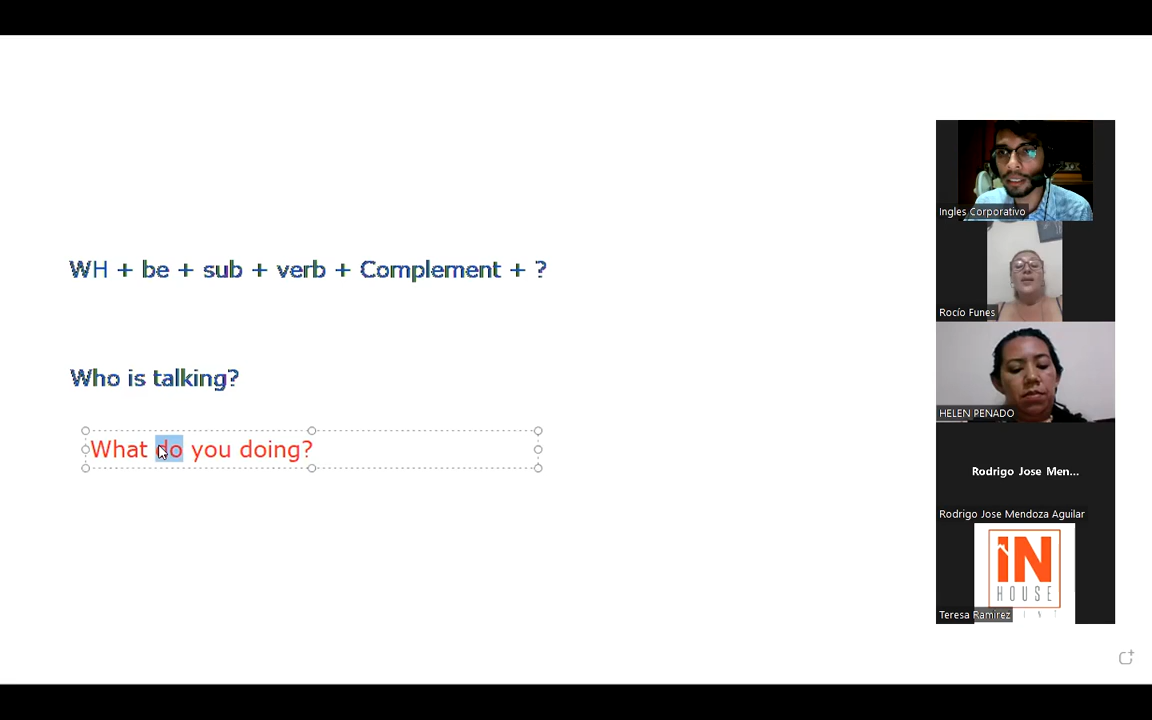 WH + be + sub + verb + Complement + ?
Who is talking?
What do you doing?
Ingles Corporativo
Rocío Funes
HELEN PENADO
Rodrigo Jose Men...
Rodrigo Jose Mendoza Aguilar
iN
HOUSE
Teresa Ramirez